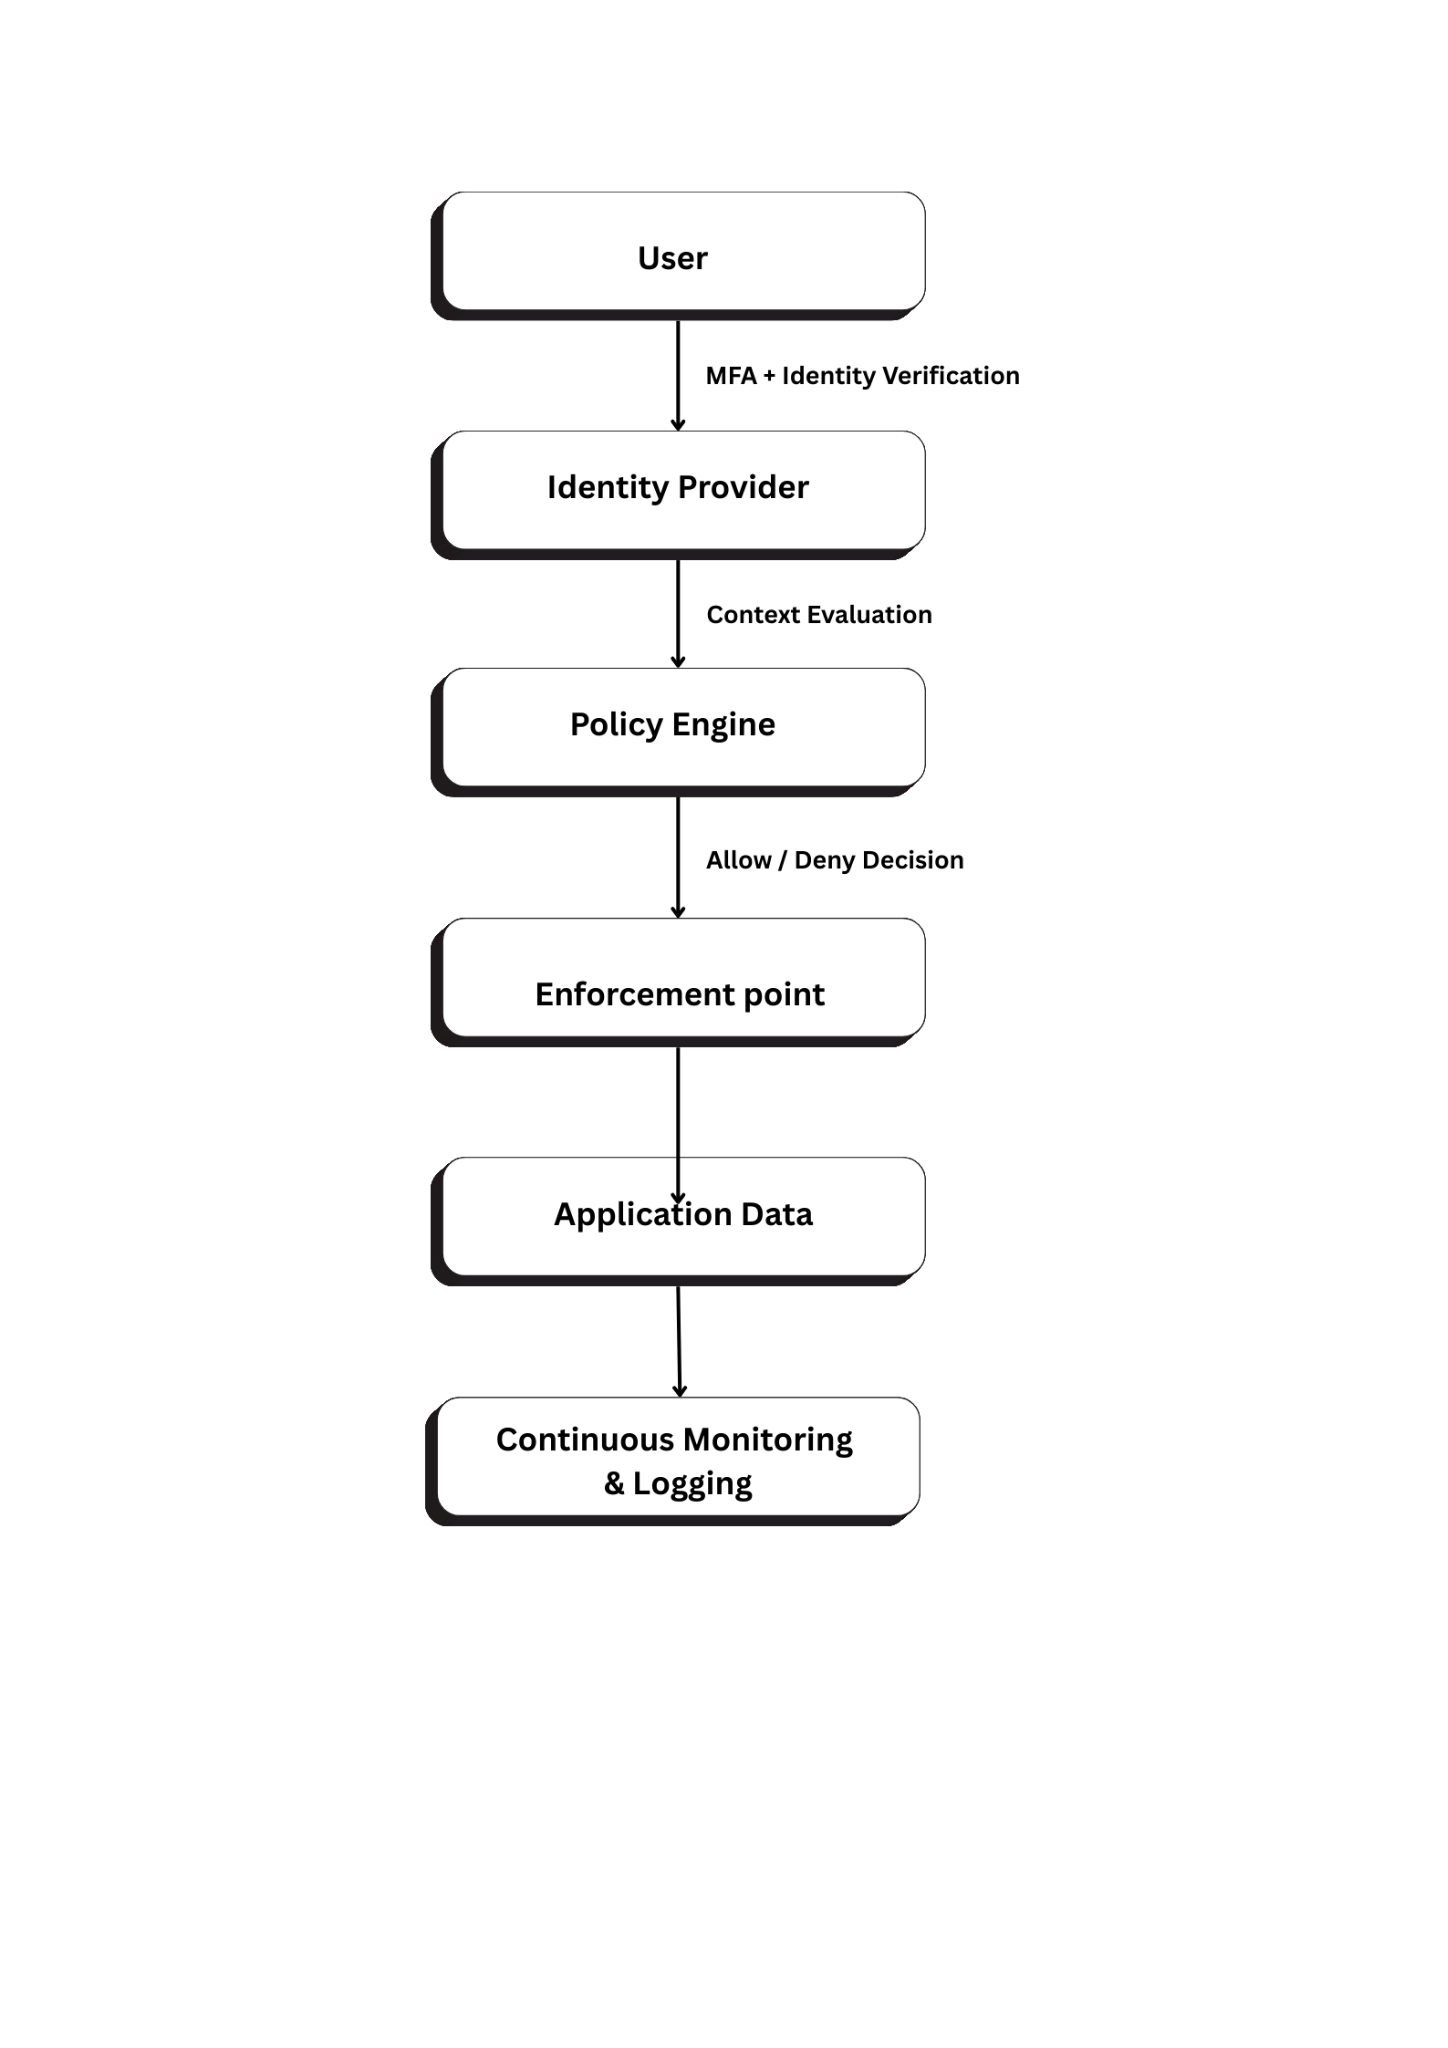 User
MFA + Identity Verification
Identity Provider
Context Evaluation
Policy Engine
Allow / Deny Decision
Enforcement point
Application Data
Continuous Monitoring
& Logging